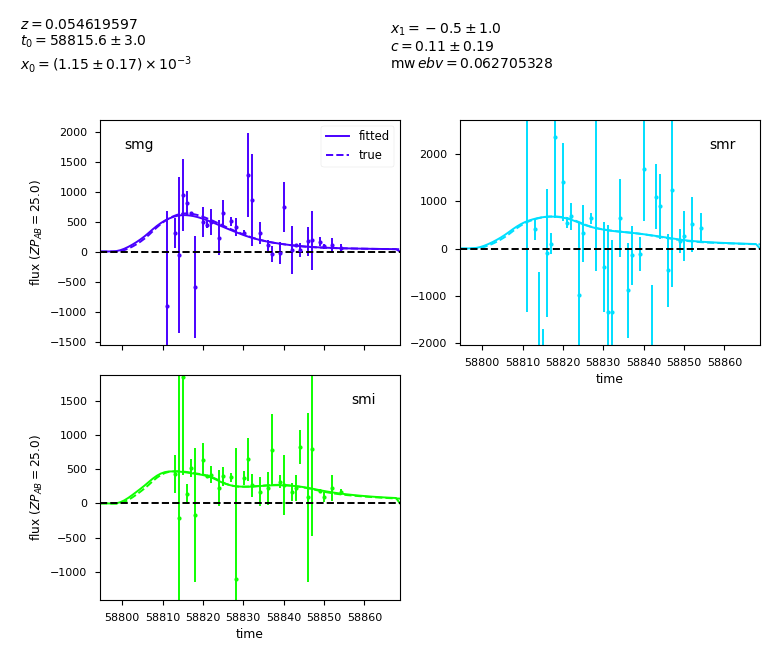 z = 0.054619597
t₀ = 58815.6 ± 3.0
x₀ = (1.15 ± 0.17) × 10⁻³
x₁ = −0.5 ± 1.0
c = 0.11 ± 0.19
mw ebv = 0.062705328
smg
fitted
true
2000
1500
1000
500
0
−500
−1000
−1500
flux (ZP_AB = 25.0)
smr
2000
1000
0
−1000
−2000
58800 58810 58820 58830 58840 58850 58860
time
smi
1500
1000
500
0
−500
−1000
flux (ZP_AB = 25.0)
58800 58810 58820 58830 58840 58850 58860
time